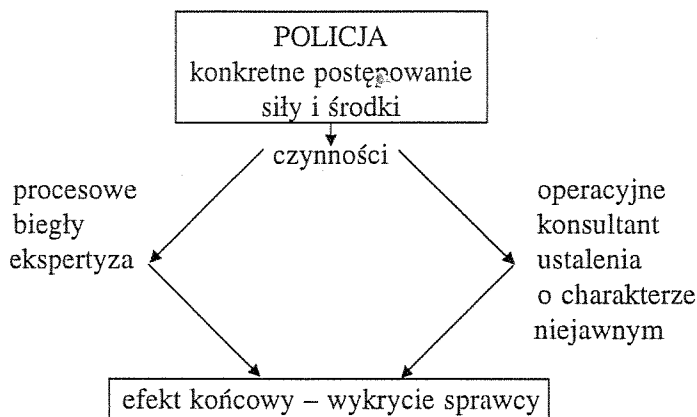 POLICJA
konkretne postępowanie
siły i środki
czynności
procesowe
biegły
ekspertyza
operacyjne
konsultant
ustalenia
o charakterze
niejawnym
efekt końcowy – wykrycie sprawcy